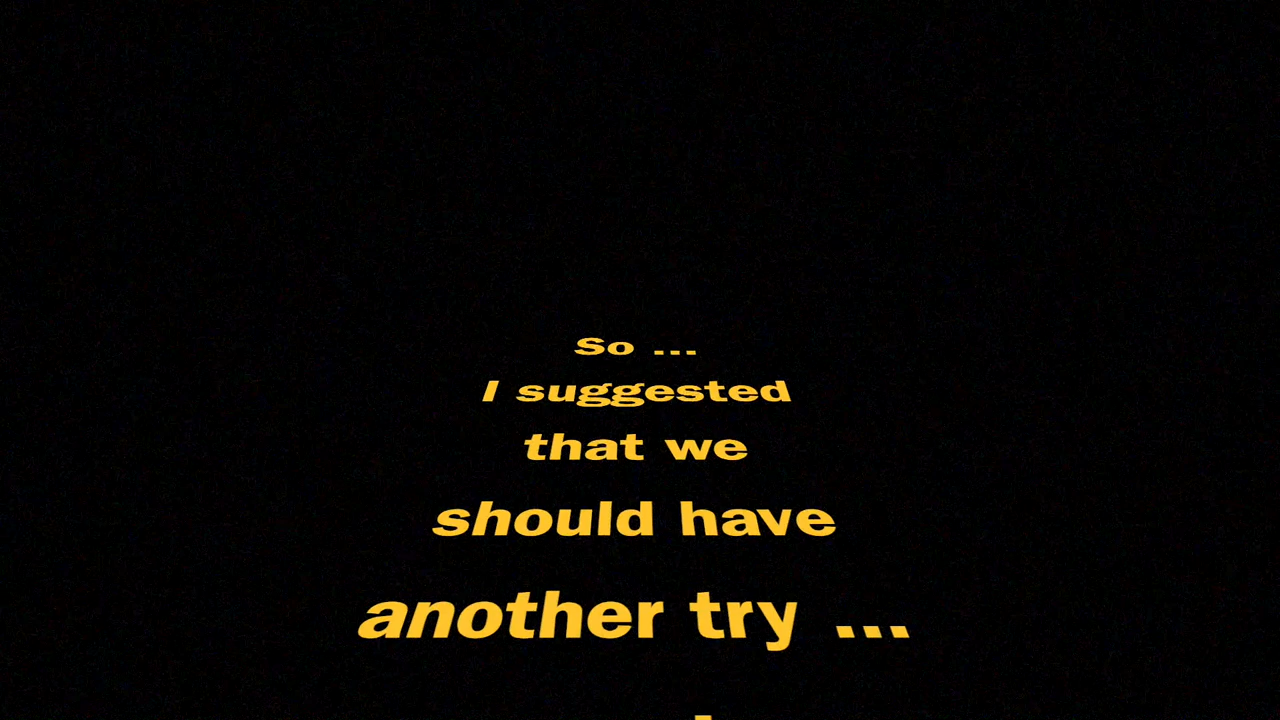 So ...
I suggested
that we
should have
another try ...